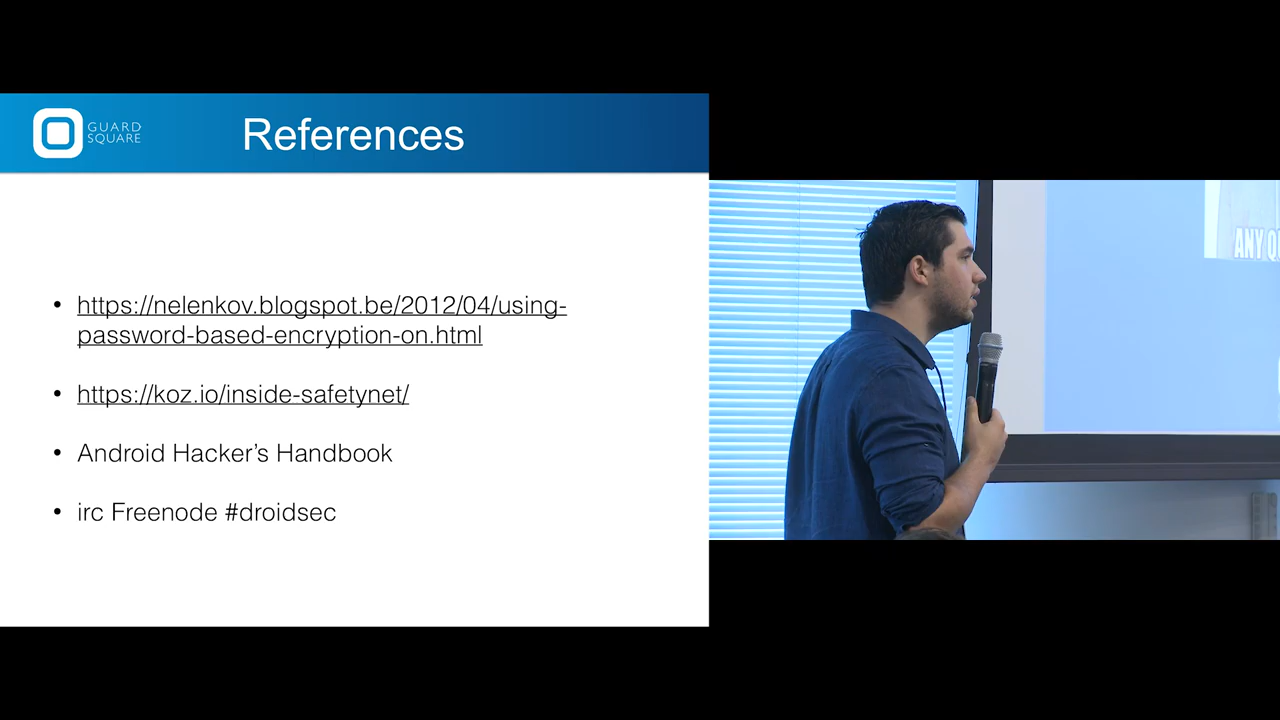 GUARD
SQUARE
References
• https://nelenkov.blogspot.be/2012/04/using-
password-based-encryption-on.html
• https://koz.io/inside-safetynet/
• Android Hacker’s Handbook
• irc Freenode #droidsec
ANY